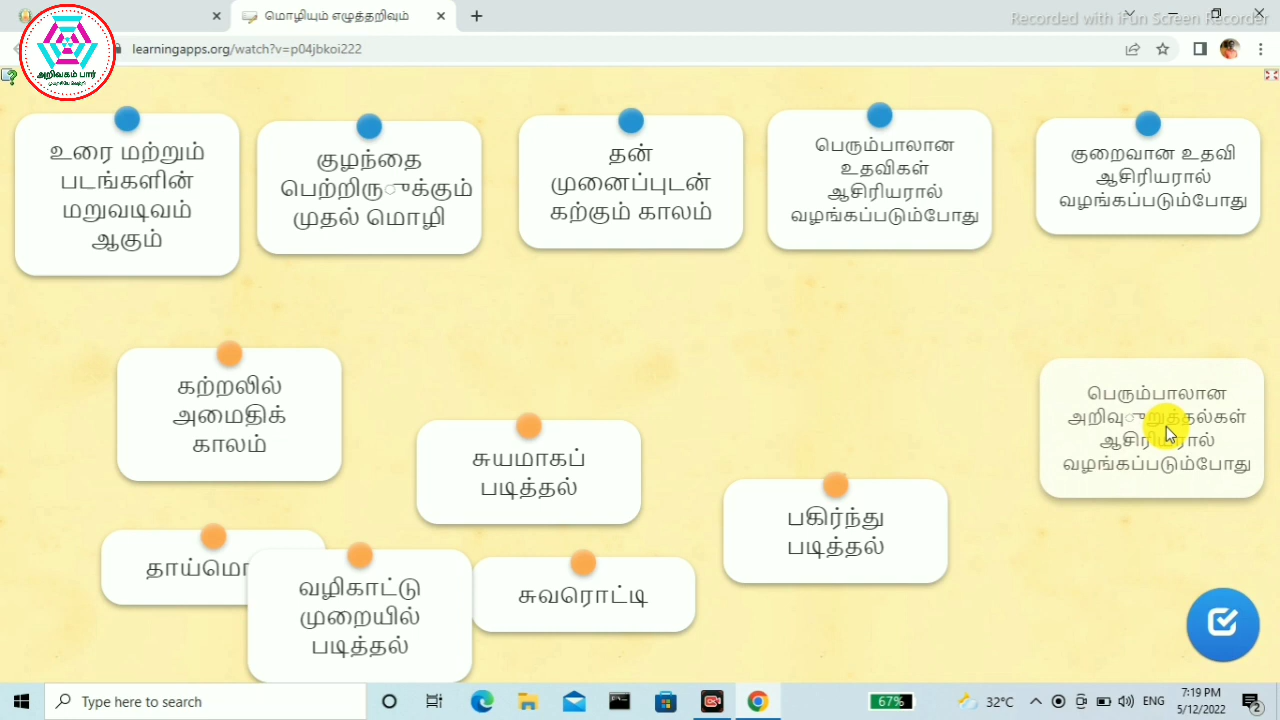 மொழியும் எழுத்தறிவும்
Recorded with iFun Screen Recorder
learningapps.org/watch?v=p04jbkoi222
அறிவகம் பார்
உரை மற்றும்
படங்களின்
மறுவடிவம்
ஆகும்
குழந்தை
பெற்றிருுக்கும்
முதல் மொழி
தன்
முனைப்புடன்
கற்கும் காலம்
பெரும்பாலான
உதவிகள்
ஆசிரியரால்
வழங்கப்படும்போது
குறைவான உதவி
ஆசிரியரால்
வழங்கப்படும்போது
கற்றலில்
அமைதிக்
காலம்
சுயமாகப்
படித்தல்
பெரும்பாலான
அறிவுுறுத்தல்கள்
ஆசிரியரால்
வழங்கப்படும்போது
பகிர்ந்து
படித்தல்
தாய்மொ
வழிகாட்டு
முறையில்
படித்தல்
சுவரொட்டி
Type here to search
67%
32°C
ENG
7:19 PM
5/12/2022
2